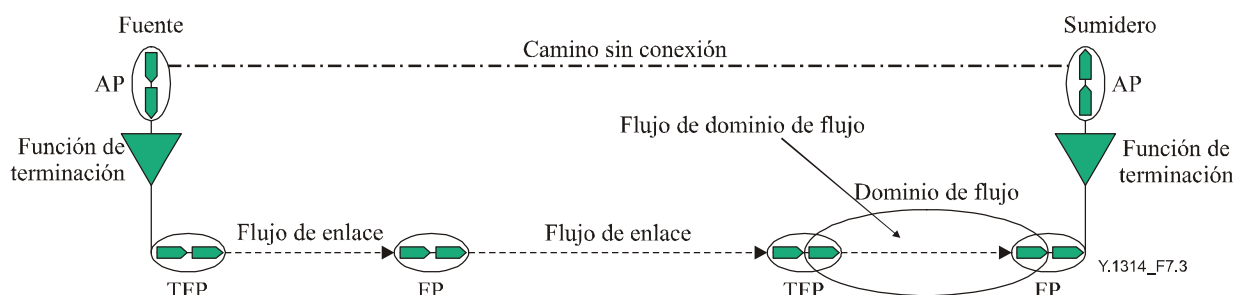 Fuente
Sumidero
Camino sin conexión
AP
AP
Flujo de dominio de flujo
Función de
terminación
Función de
terminación
Dominio de flujo
Flujo de enlace
Flujo de enlace
Y.1314_F7.3
TFP
FP
TFP
FP